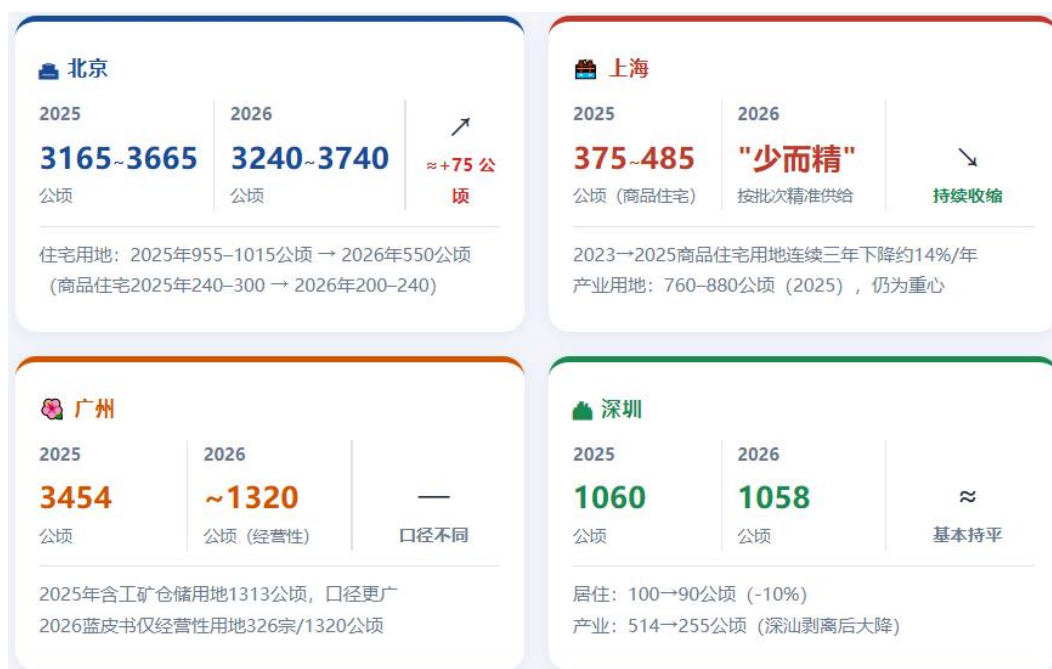 北京
2025
2026
3165~3665
3240~3740
↗
≈+75 公
顷
公顷
公顷
住宅用地：2025年955–1015公顷 → 2026年550公顷
（商品住宅2025年240–300 → 2026年200–240）
上海
2025
2026
375~485
"少而精"
↘
公顷（商品住宅）
按批次精准供给
持续收缩
2023→2025商品住宅用地连续三年下降约14%/年
产业用地：760–880公顷（2025），仍为重心
广州
2025
2026
3454
~1320
—
公顷
公顷（经营性）
口径不同
2025年含工矿仓储用地1313公顷，口径更广
2026蓝皮书仅经营性用地326宗/1320公顷
深圳
2025
2026
1060
1058
≈
公顷
公顷
基本持平
居住：100→90公顷（-10%）
产业：514→255公顷（深汕剥离后大降）